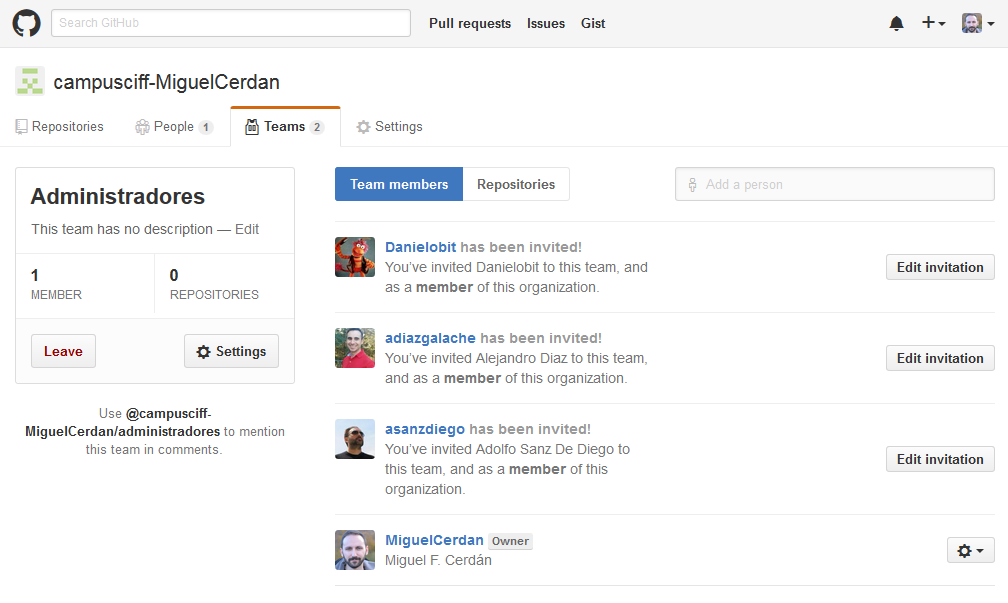 Search GitHub
Pull requests Issues Gist
campusciff-MiguelCerdan
Repositories People 1 Teams 2 Settings
Administradores
This team has no description — Edit
1
MEMBER
0
REPOSITORIES
Leave Settings
Use @campusciff-
MiguelCerdan/administradores to mention
this team in comments.
Team members Repositories
Add a person
Danielobit has been invited!
You've invited Danielobit to this team, and
as a member of this organization.
Edit invitation
adiazgalache has been invited!
You've invited Alejandro Diaz to this team,
and as a member of this organization.
Edit invitation
asanzdiego has been invited!
You've invited Adolfo Sanz De Diego to
this team, and as a member of this
organization.
Edit invitation
MiguelCerdan Owner
Miguel F. Cerdán